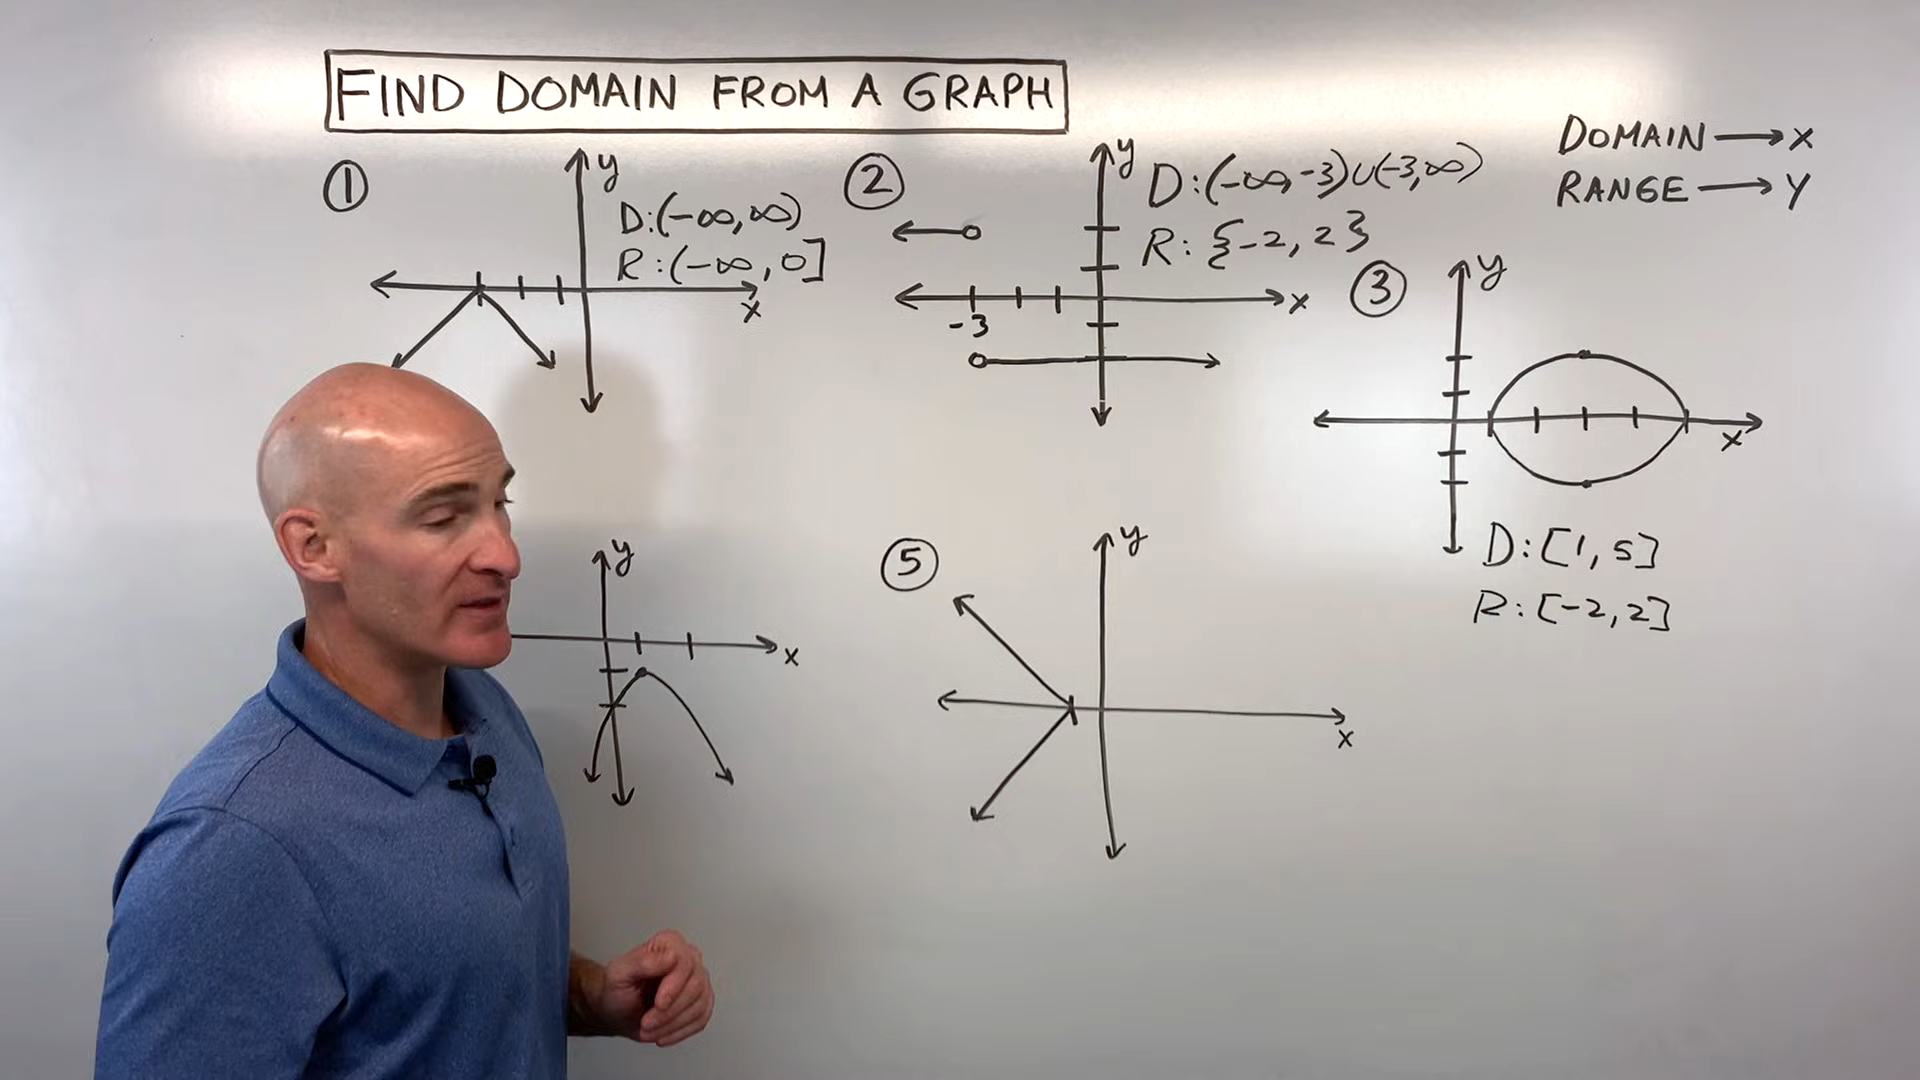 FIND DOMAIN FROM A GRAPH
DOMAIN → X
RANGE → Y
①
y
D:(-∞,∞)
R:(-∞,0]
x
②
y
D:(-∞,-3)∪(-3,∞)
R: {-2, 2}
x
-3
③
y
x
D: [1, 5]
R: [-2, 2]
y
x
⑤
y
x